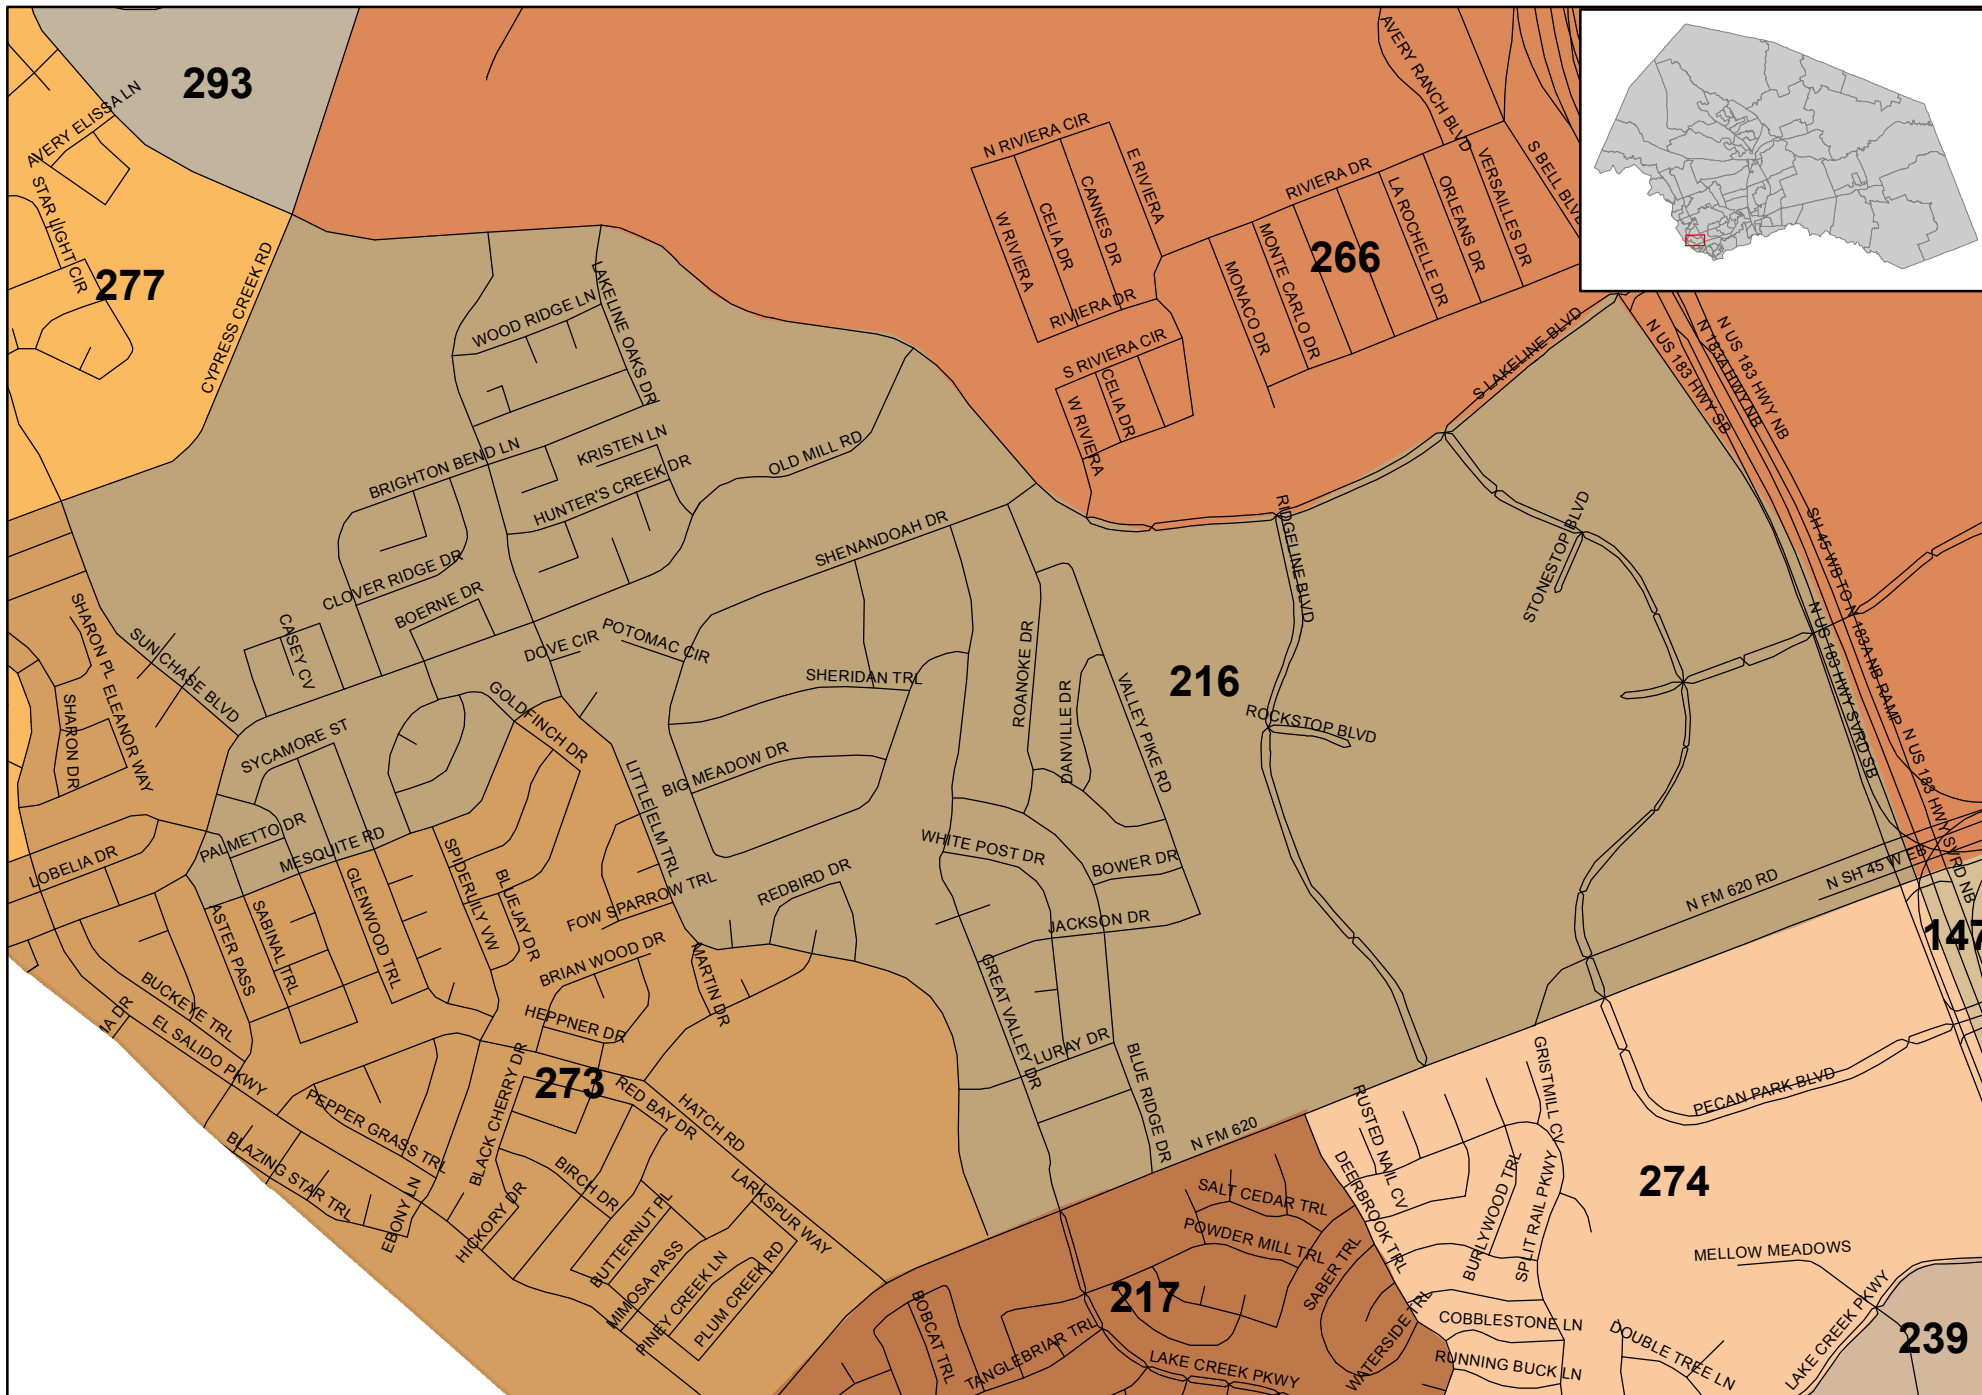 293
AVERY ELISSA LN
STAR LIGHT CIR
277
CYPRESS CREEK RD
N RIVIERA CIR
E RIVIERA
W RIVIERA
CELIA DR
CANNES DR
RIVIERA DR
S RIVIERA CIR
CELIA DR
W RIVIERA
AVERY RANCH BLVD
RIVIERA DR
VERSAILLES DR
ORLEANS DR
LA ROCHELLE DR
MONTE CARLO DR
MONACO DR
266
S BELL BLVD
S LAKELINE BLVD
N US 183 HWY SB
N 183A HWY NB
N US 183 HWY NB
WOOD RIDGE LN
LAKELINE OAKS DR
BRIGHTON BEND LN
KRISTEN LN
HUNTER'S CREEK DR
OLD MILL RD
SHENANDOAH DR
CLOVER RIDGE DR
BOERNE DR
CASEY CV
DOVE CIR
POTOMAC CIR
SHERIDAN TRL
ROANOKE DR
DANVILLE DR
VALLEY PIKE RD
216
RIDGELINE BLVD
ROCKSTOP BLVD
STONESTOP BLVD
SH 45 WB TO N 183A NB RAMP
N US 183 HWY SVRD SB
N US 183 HWY SVRD NB
SUN CHASE BLVD
SHARON PL
ELEANOR WAY
SHARON DR
SYCAMORE ST
GOLDFINCH DR
LITTLE ELM TRL
BIG MEADOW DR
WHITE POST DR
BOWER DR
JACKSON DR
PALMETTO DR
MESQUITE RD
LOBELIA DR
SPIDERLILY VW
BLUEJAY DR
FOW SPARROW TRL
REDBIRD DR
ASTER PASS
SABINAL TRL
GLENWOOD TRL
BRIAN WOOD DR
MARTIN DR
HEPPNER DR
BUCKEYE TRL
EL SALIDO PKWY
MA DR
GREAT VALLEY DR
LURAY DR
BLUE RIDGE DR
N FM 620
N FM 620 RD
N SH 45 W EB
147
273
PEPPER GRASS TRL
BLACK CHERRY DR
RED BAY DR
HATCH RD
LARKSPUR WAY
BLAZING STAR TRL
EBONY LN
HICKORY DR
BIRCH DR
BUTTERNUT PL
MIMOSA PASS
PINEY CREEK LN
PLUM CREEK RD
SALT CEDAR TRL
POWDER MILL TRL
SABER TRL
217
BOBCAT TRL
TANGLEBRIAR TRL
LAKE CREEK PKWY
WATERSIDE TRL
DEERBROOK TRL
RUSTED NAIL CV
GRISTMILL CV
PECAN PARK BLVD
274
BURLYWOOD TRL
SPLIT RAIL PKWY
MELLOW MEADOWS
COBBLESTONE LN
RUNNING BUCK LN
DOUBLE TREE LN
LAKE CREEK PKWY
239